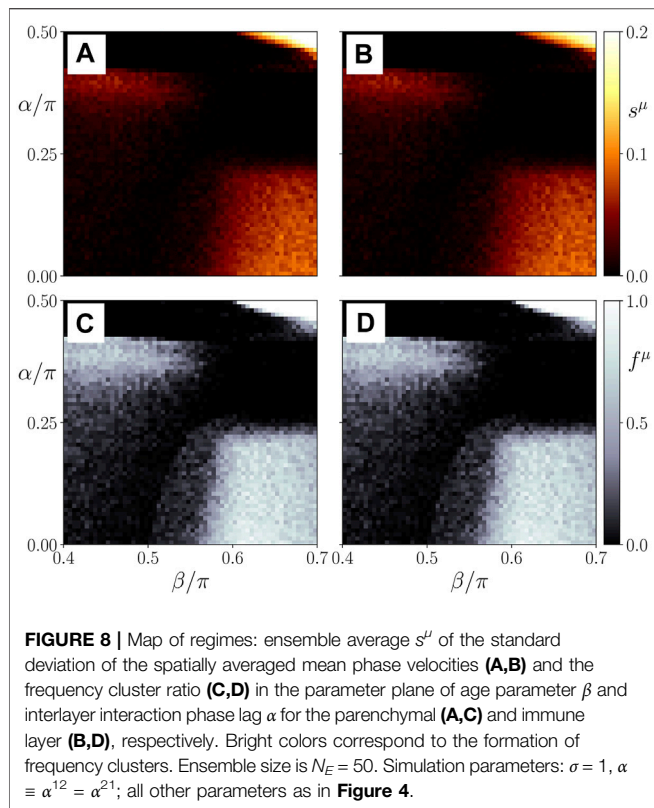 0.50
A
B
0.2
α/π
s^μ
0.25
0.1
0.00
0.0
0.50
C
D
1.0
α/π
f^μ
0.25
0.5
0.00
0.0
0.4 0.5 0.6 0.7 0.4 0.5 0.6 0.7
β/π β/π
FIGURE 8 | Map of regimes: ensemble average s^μ of the standard
deviation of the spatially averaged mean phase velocities (A,B) and the
frequency cluster ratio (C,D) in the parameter plane of age parameter β and
interlayer interaction phase lag α for the parenchymal (A,C) and immune
layer (B,D), respectively. Bright colors correspond to the formation of
frequency clusters. Ensemble size is N_E = 50. Simulation parameters: σ = 1, α
≡ α^12 = α^21; all other parameters as in Figure 4.